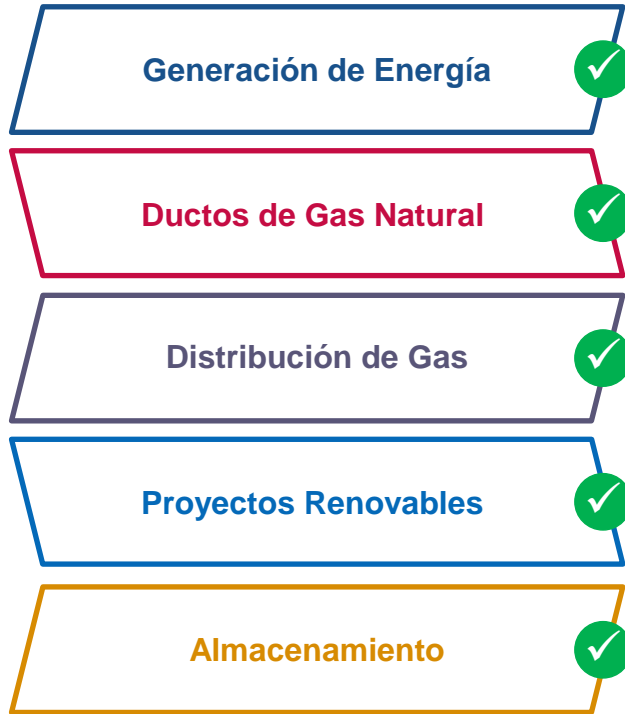 Generación de Energía
Ductos de Gas Natural
Distribución de Gas
Proyectos Renovables
Almacenamiento